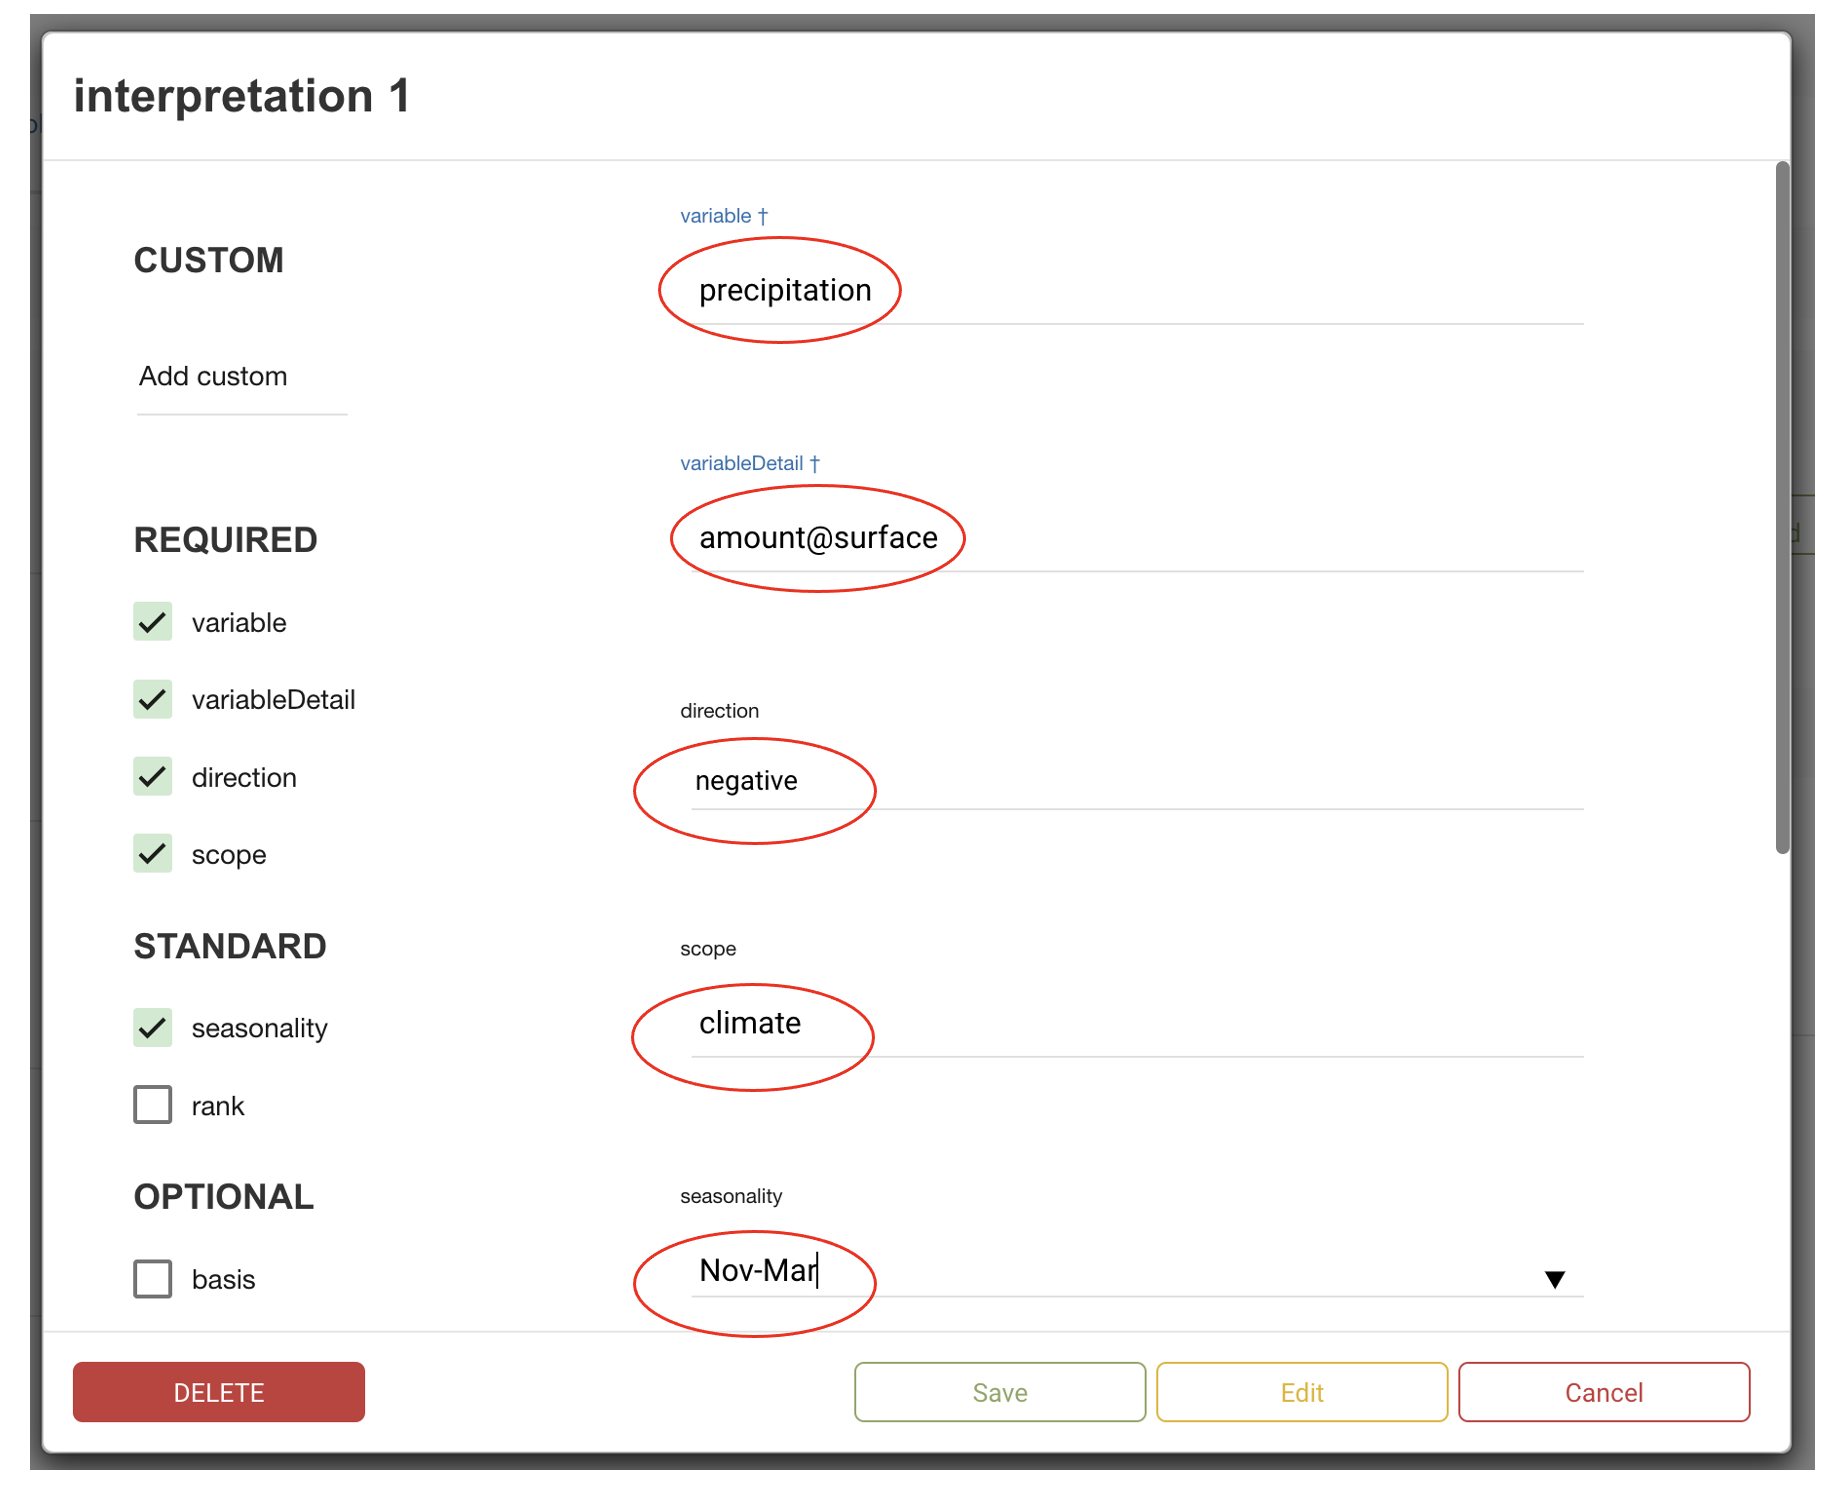 interpretation 1
CUSTOM
Add custom
REQUIRED
variable
variableDetail
direction
scope
STANDARD
seasonality
rank
OPTIONAL
basis
variable †
precipitation
variableDetail †
amount@surface
direction
negative
scope
climate
seasonality
Nov-Mar
DELETE
Save
Edit
Cancel